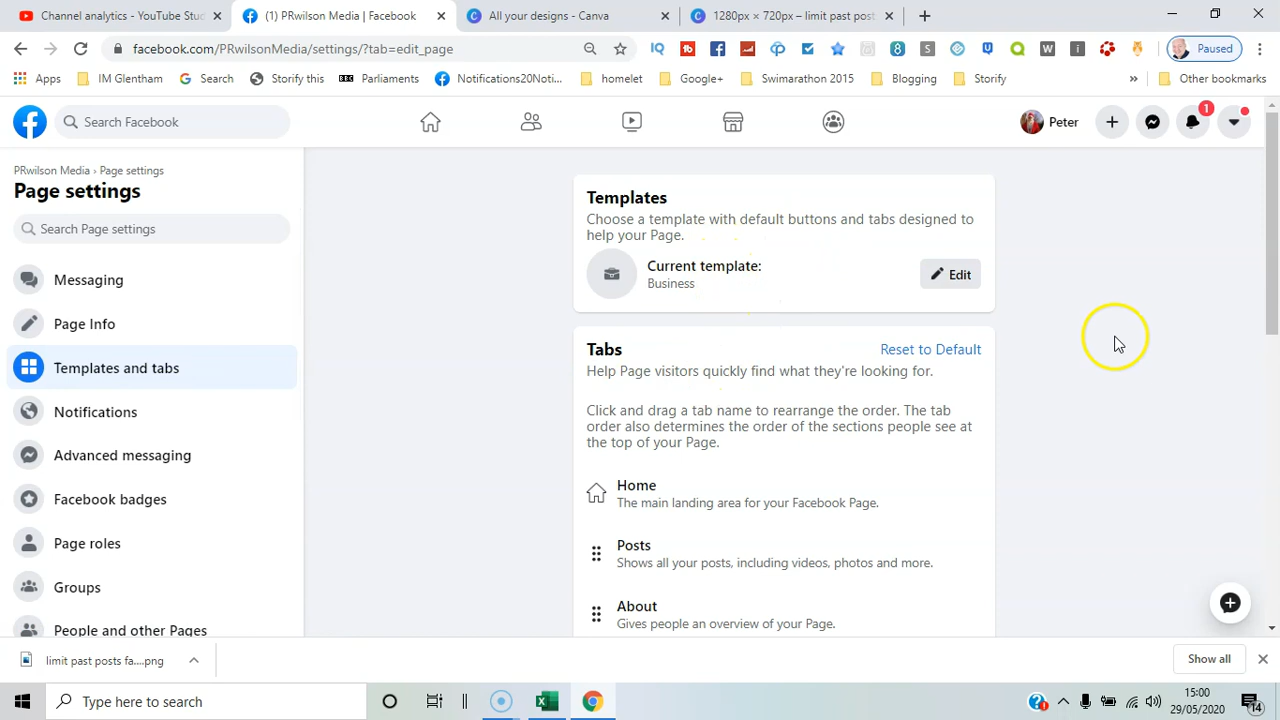 Channel analytics - YouTube Stu
(1) PRwilson Media | Facebook
All your designs - Canva
1280px × 720px – limit past post
facebook.com/PRwilsonMedia/settings/?tab=edit_page
Paused
Apps
IM Glentham
Search
Storify this
Parliaments
Notifications20Noti...
homelet
Google+
Swimarathon 2015
Blogging
Storify
»
Other bookmarks
Search Facebook
Peter
1
PRwilson Media › Page settings
Page settings
Search Page settings
Messaging
Page Info
Templates and tabs
Notifications
Advanced messaging
Facebook badges
Page roles
Groups
People and other Pages
Templates
Choose a template with default buttons and tabs designed to
help your Page.
Current template:
Business
Edit
Tabs
Reset to Default
Help Page visitors quickly find what they're looking for.
Click and drag a tab name to rearrange the order. The tab
order also determines the order of the sections people see at
the top of your Page.
Home
The main landing area for your Facebook Page.
Posts
Shows all your posts, including videos, photos and more.
About
Gives people an overview of your Page.
limit past posts fa....png
Show all
Type here to search
15:00
29/05/2020
14